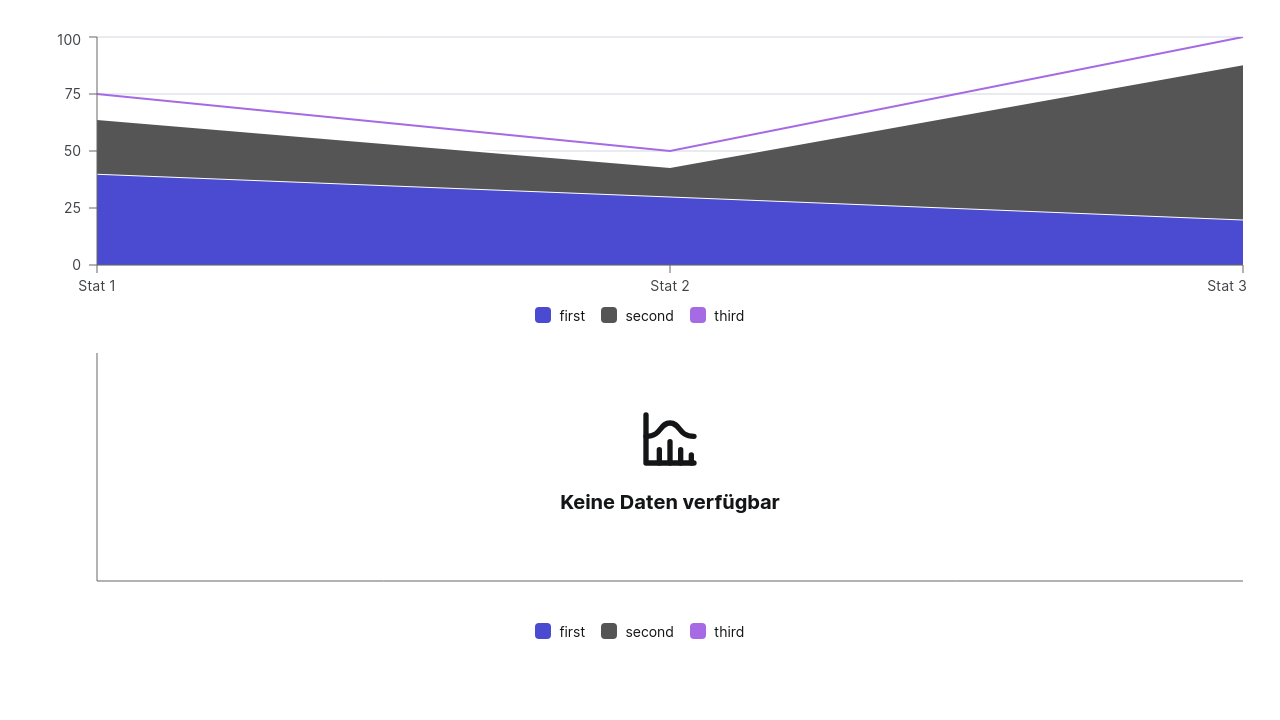 100
75
50
25
0
Stat 1 Stat 2 Stat 3
first second third
Keine Daten verfügbar
first second third